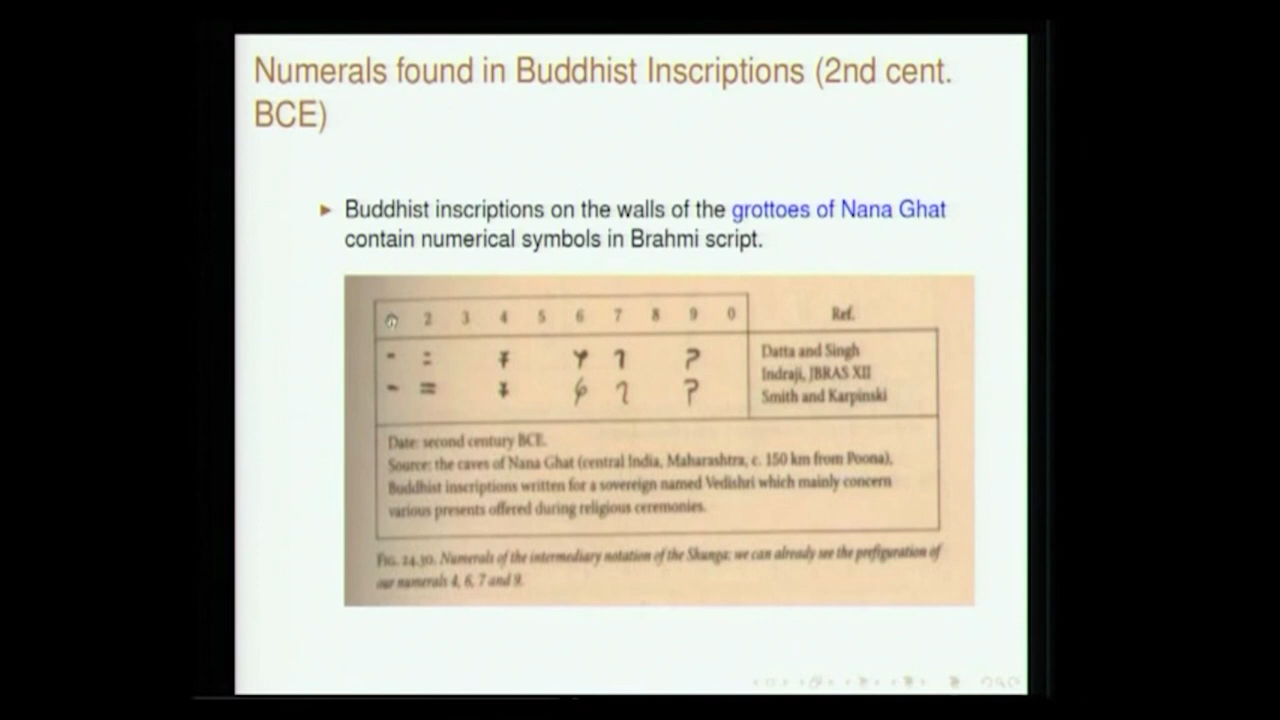 Numerals found in Buddhist Inscriptions (2nd cent.
BCE)
Buddhist inscriptions on the walls of the grottoes of Nana Ghat
contain numerical symbols in Brahmi script.
2 3 4 5 6 7 8 9 0 Ref.
Datta and Singh
Indraji, JBRAS XII
Smith and Karpinski
Date: second century BCE.
Source: the caves of Nana Ghat (central India, Maharashtra, c. 150 km from Poona).
Buddhist inscriptions written for a sovereign named Vedishri which mainly concern
various presents offered during religious ceremonies.
FIG. 24.30. Numerals of the intermediary notation of the Shunga: we can already see the prefiguration of
our numerals 4, 6, 7 and 9.